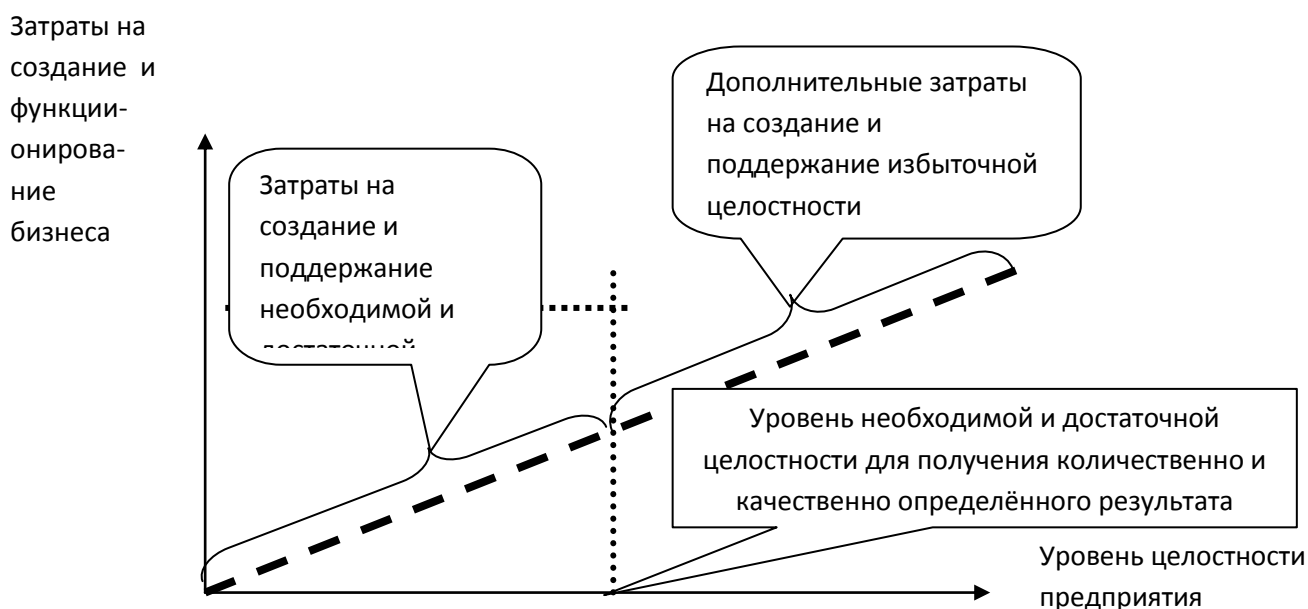 Затраты на
создание и
функции-
онирова-
ние
бизнеса
Затраты на
создание и
поддержание
необходимой и
Дополнительные затраты
на создание и
поддержание избыточной
целостности
Уровень необходимой и достаточной
целостности для получения количественно и
качественно определённого результата
Уровень целостности
предприятия